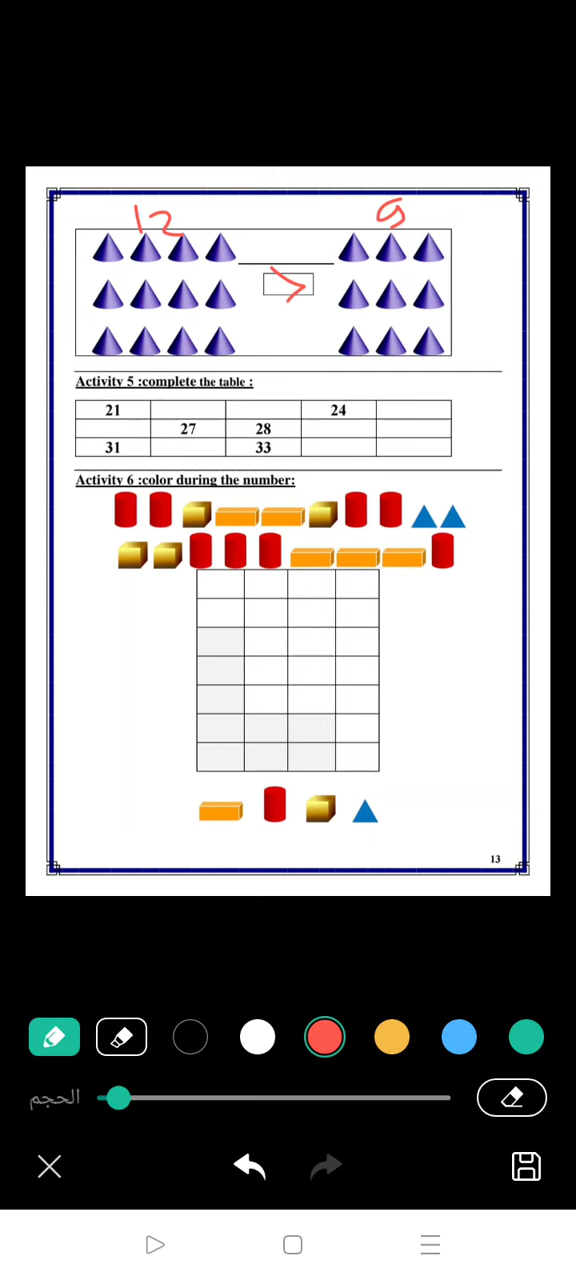 12 9
>
Activity 5 :complete the table :
21 24
27 28
31 33
Activity 6 :color during the number:
13
الحجم